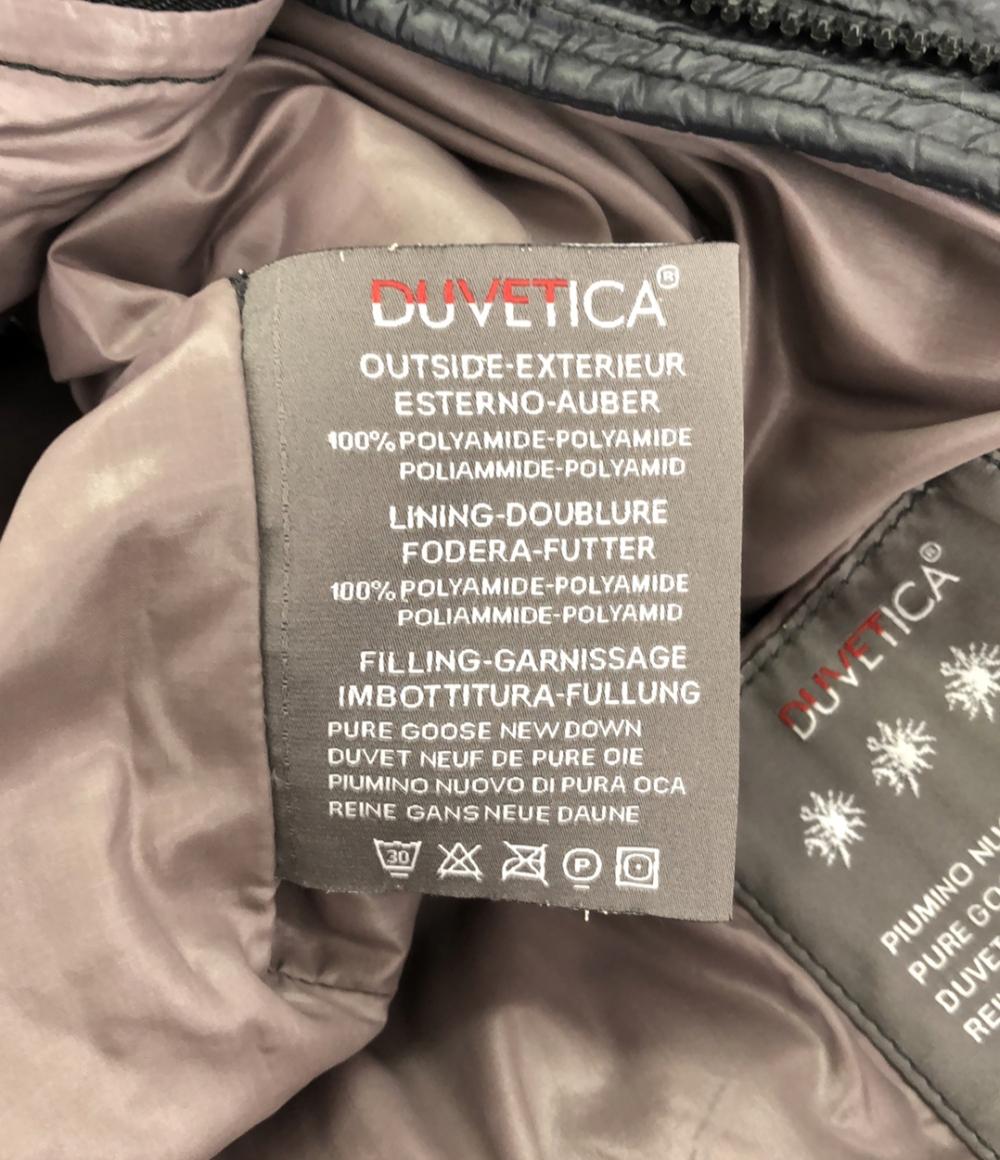 DUVETICA®
OUTSIDE-EXTERIEUR
ESTERNO-AUBER
100% POLYAMIDE-POLYAMIDE
POLIAMMIDE-POLYAMID
LINING-DOUBLURE
FODERA-FUTTER
100% POLYAMIDE-POLYAMIDE
POLIAMMIDE-POLYAMID
FILLING-GARNISSAGE
IMBOTTITURA-FULLUNG
PURE GOOSE NEW DOWN
DUVET NEUF DE PURE OIE
PIUMINO NUOVO DI PURA OCA
REINE GANS NEUE DAUNE
30
P
DUVETICA®
PIUMINO
PURE